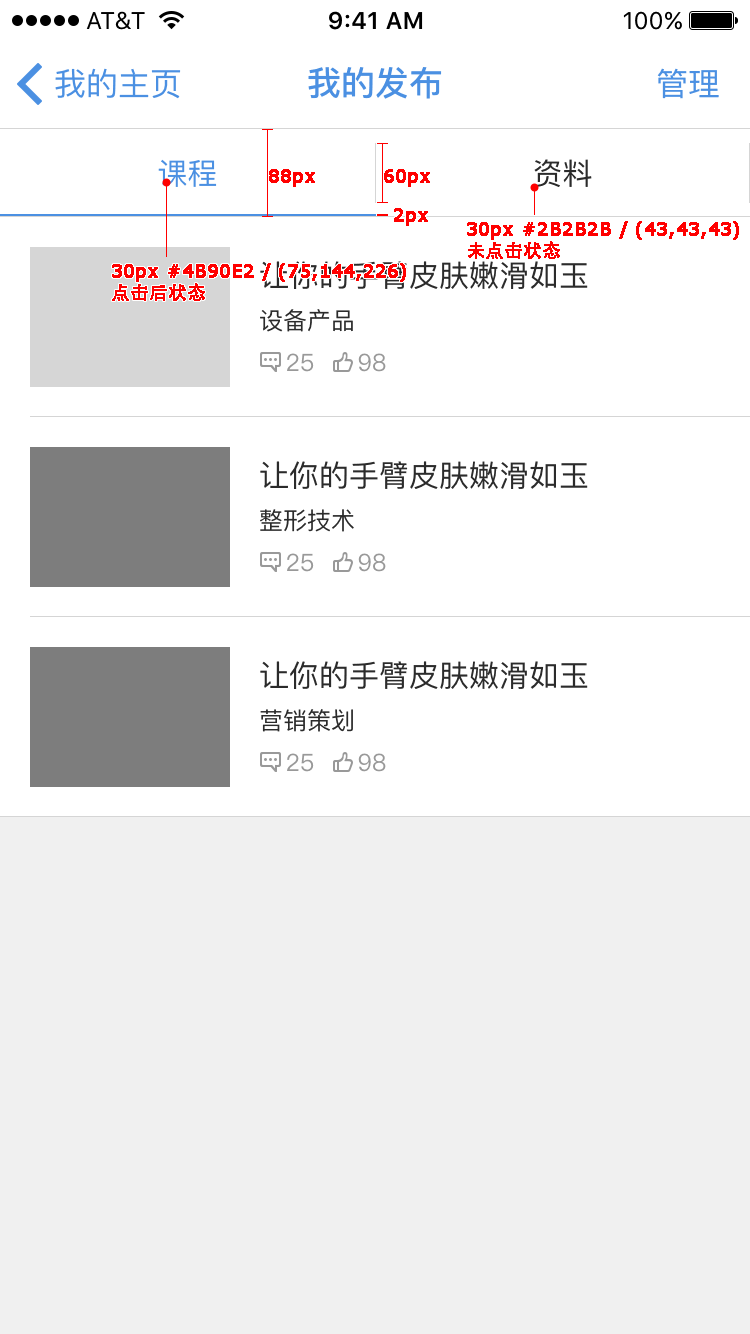 AT&T 9:41 AM 100%
我的主页 我的发布 管理
课程 88px 60px 资料
2px
30px #2B2B2B / (43,43,43)
未点击状态
30px #4B90E2 / (75,144,226)
点击后状态
让你的手臂皮肤嫩滑如玉
设备产品
25 98
让你的手臂皮肤嫩滑如玉
整形技术
25 98
让你的手臂皮肤嫩滑如玉
营销策划
25 98